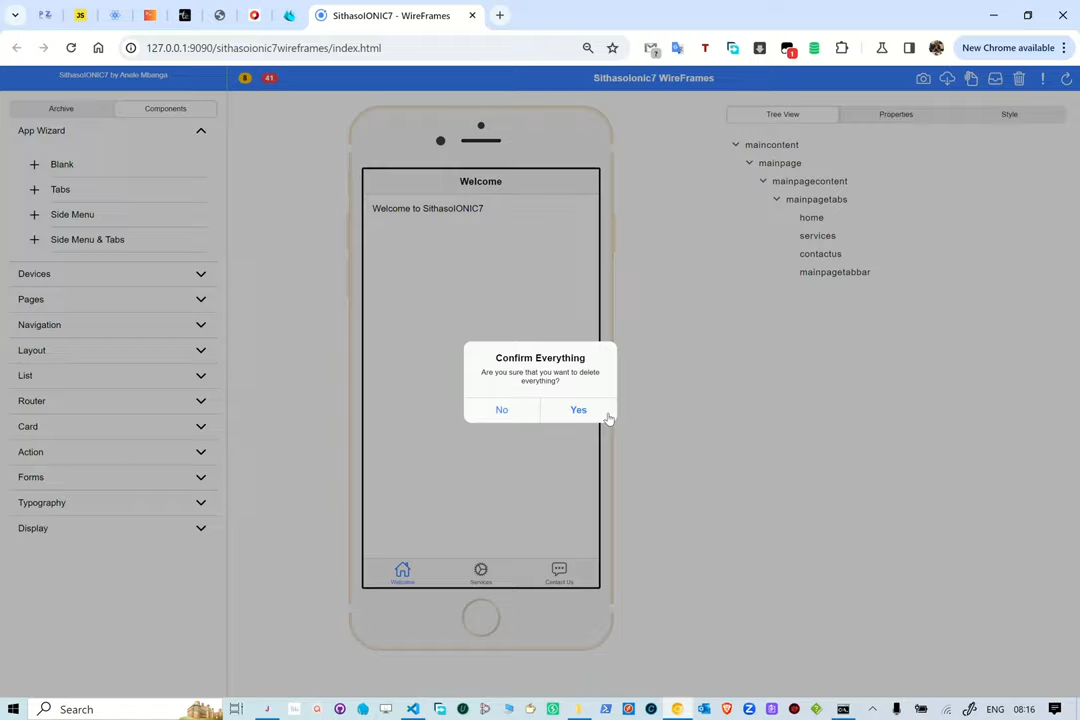 SithasoIONIC7 - WireFrames
127.0.0.1:9090/sithasoionic7wireframes/index.html
New Chrome available
SithasoIONIC7 by Anelo Mbanga
8
41
SithasoIonic7 WireFrames
Archive
Components
App Wizard
Blank
Tabs
Side Menu
Side Menu & Tabs
Devices
Pages
Navigation
Layout
List
Router
Card
Action
Forms
Typography
Display
Welcome
Welcome to SithasoIONIC7
Welcome
Services
Contact Us
Confirm Everything
Are you sure that you want to delete
everything?
No
Yes
Tree View
Properties
Style
maincontent
mainpage
mainpagecontent
mainpagetabs
home
services
contactus
mainpagetabbar
Search
ENG
08:16